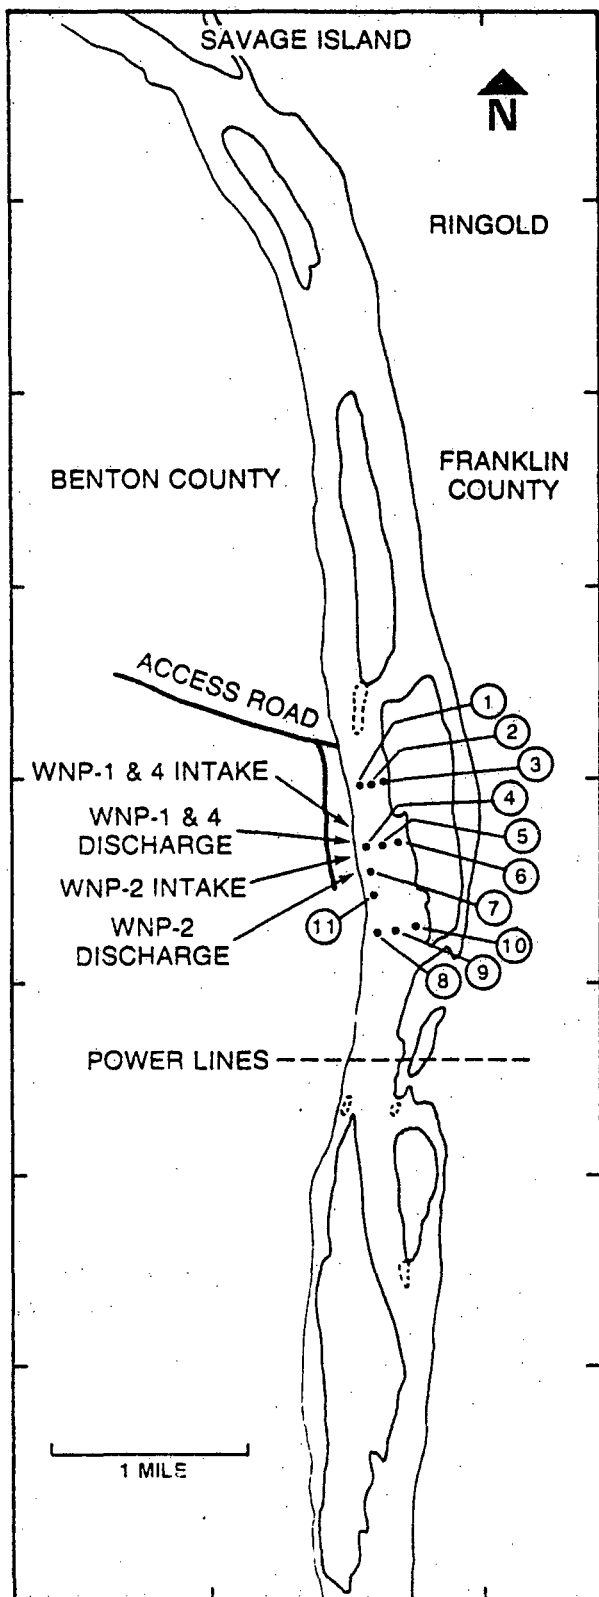 SAVAGE ISLAND
N
RINGOLD
BENTON COUNTY
FRANKLIN
COUNTY
ACCESS ROAD
1
2
3
WNP-1 & 4 INTAKE
4
WNP-1 & 4
DISCHARGE
5
6
WNP-2 INTAKE
7
WNP-2
DISCHARGE
11
10
9
8
POWER LINES
1 MILE